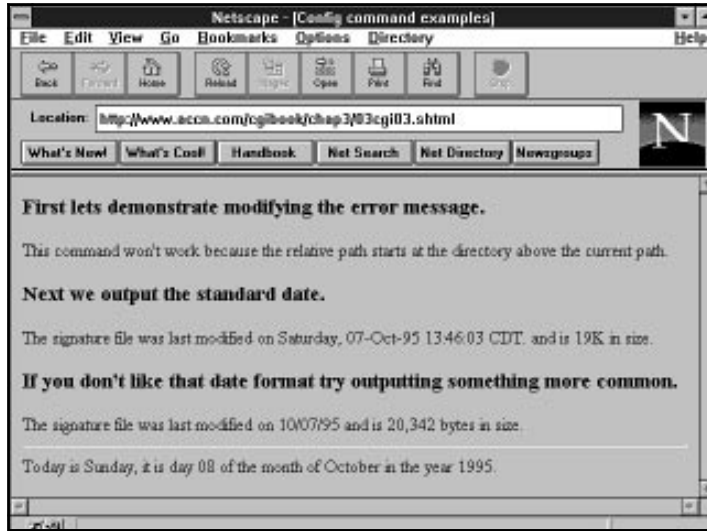 Netscape - [Config command examples]
File Edit View Go Bookmarks Options Directory Help
Back Forward Home Reload Images Open Print Find Stop
Location: http://www.accn.com/cgibook/chap3/03cgi03.shtml
N
What's New! What's Cool! Handbook Net Search Net Directory Newsgroups
First lets demonstrate modifying the error message.
This command won't work because the relative path starts at the directory above the current path.
Next we output the standard date.
The signature file was last modified on Saturday, 07-Oct-95 13:46:03 CDT. and is 19K in size.
If you don't like that date format try outputting something more common.
The signature file was last modified on 10/07/95 and is 20,342 bytes in size.
Today is Sunday, it is day 08 of the month of October in the year 1995.